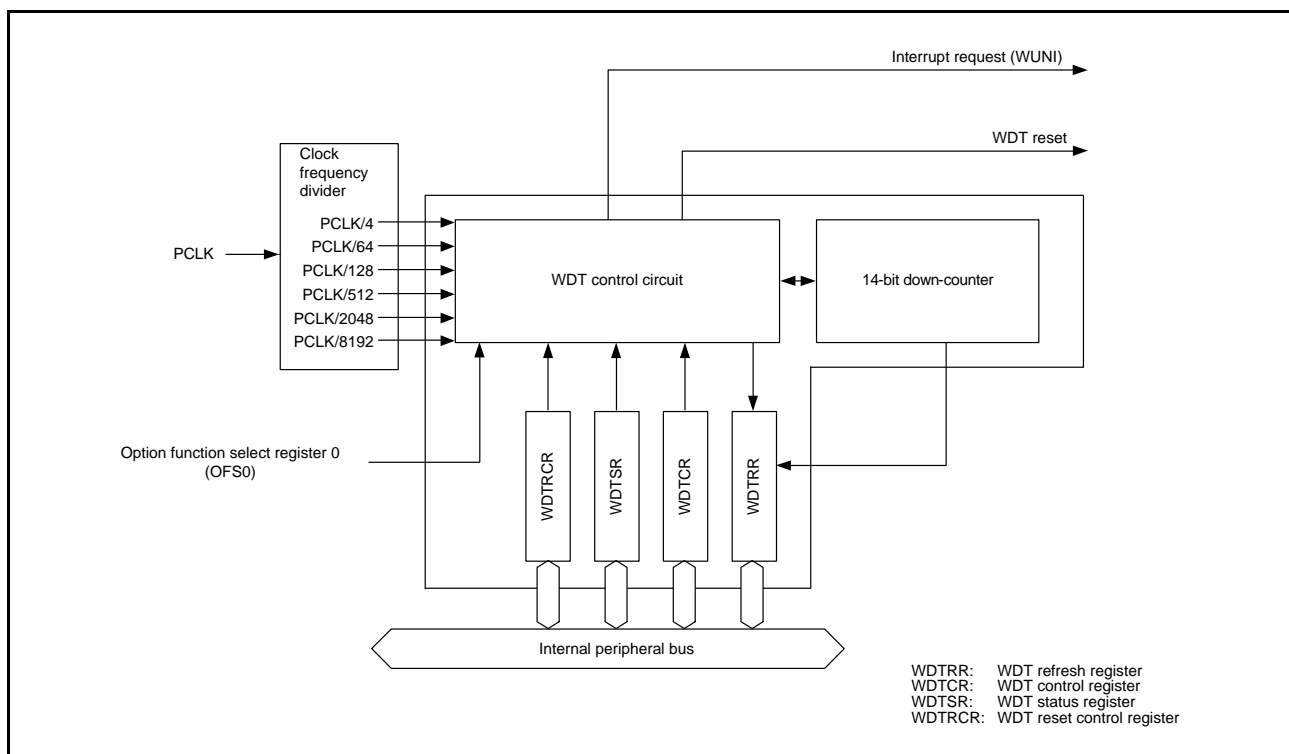 Interrupt request (WUNI)
WDT reset
Clock
frequency
divider
PCLK/4
PCLK/64
PCLK/128
PCLK/512
PCLK/2048
PCLK/8192
PCLK
WDT control circuit
14-bit down-counter
Option function select register 0
(OFS0)
WDTRCR
WDTSR
WDTCR
WDTRR
Internal peripheral bus
WDTRR: WDT refresh register
WDTCR: WDT control register
WDTSR: WDT status register
WDTRCR: WDT reset control register